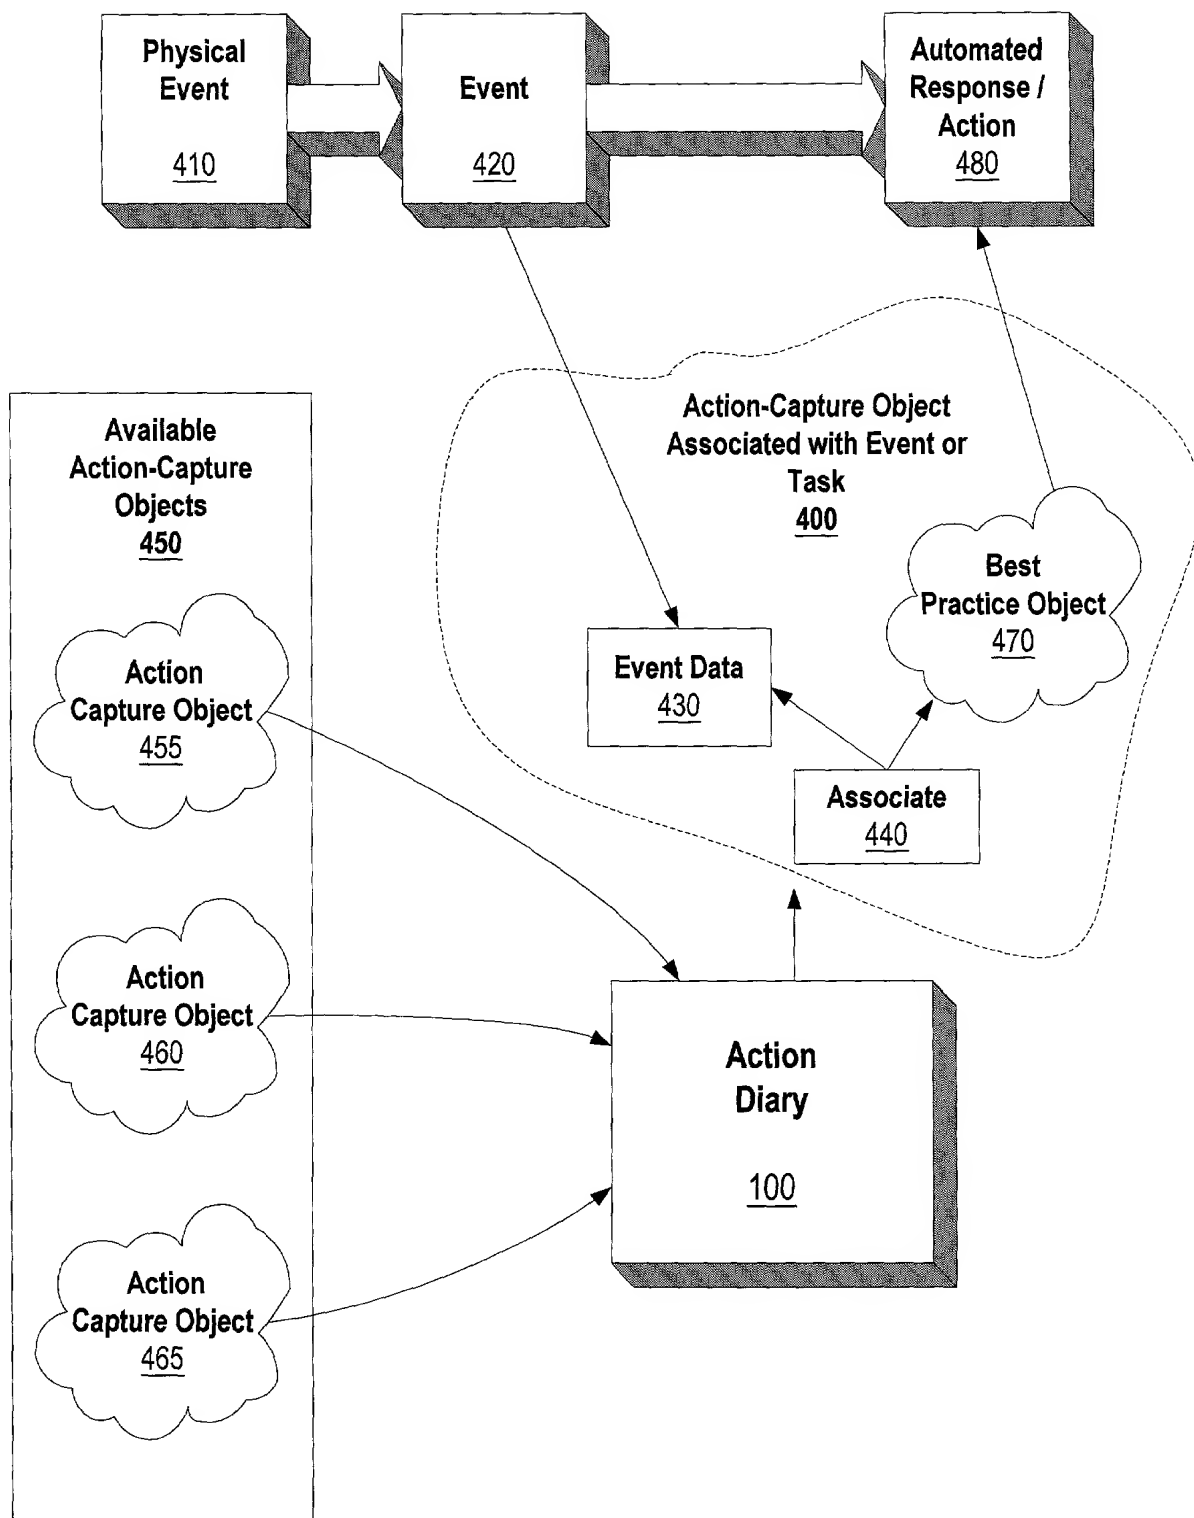 Physical
Event
410
Event
420
Automated
Response /
Action
480
Action-Capture Object
Associated with Event or
Task
400
Available
Action-Capture
Objects
450
Best
Practice Object
470
Event Data
430
Action
Capture Object
455
Associate
440
Action
Capture Object
460
Action
Diary
100
Action
Capture Object
465